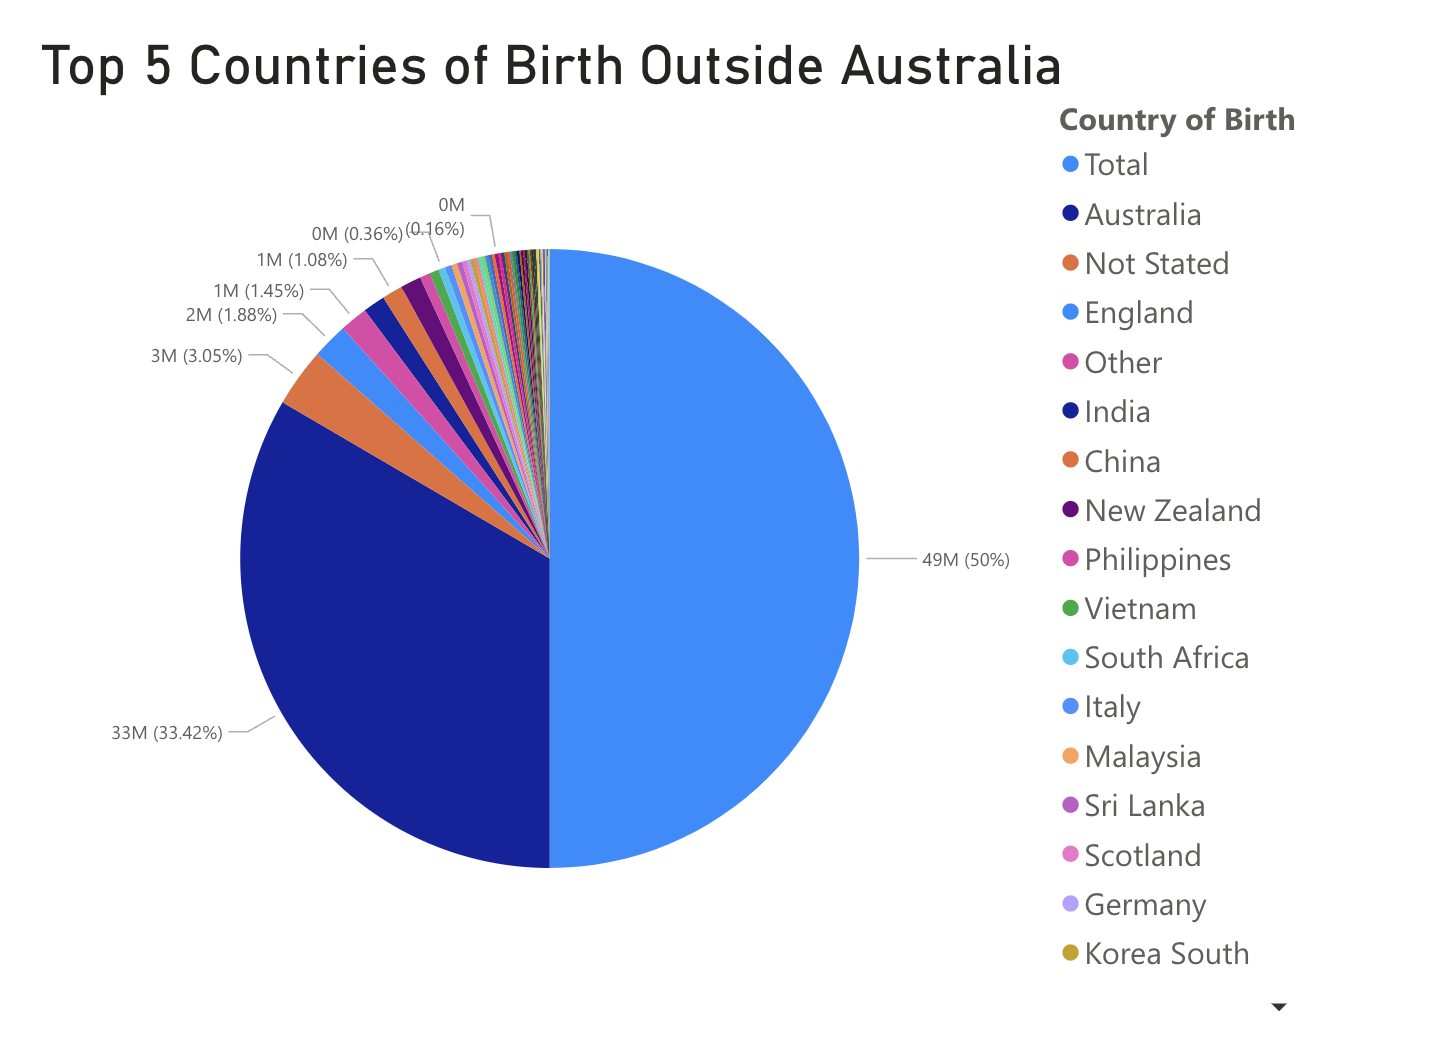 Top 5 Countries of Birth Outside Australia
Country of Birth
Total
Australia
Not Stated
England
Other
India
China
New Zealand
Philippines
Vietnam
South Africa
Italy
Malaysia
Sri Lanka
Scotland
Germany
Korea South
0M
(0.16%)
0M (0.36%)
1M (1.08%)
1M (1.45%)
2M (1.88%)
3M (3.05%)
49M (50%)
33M (33.42%)